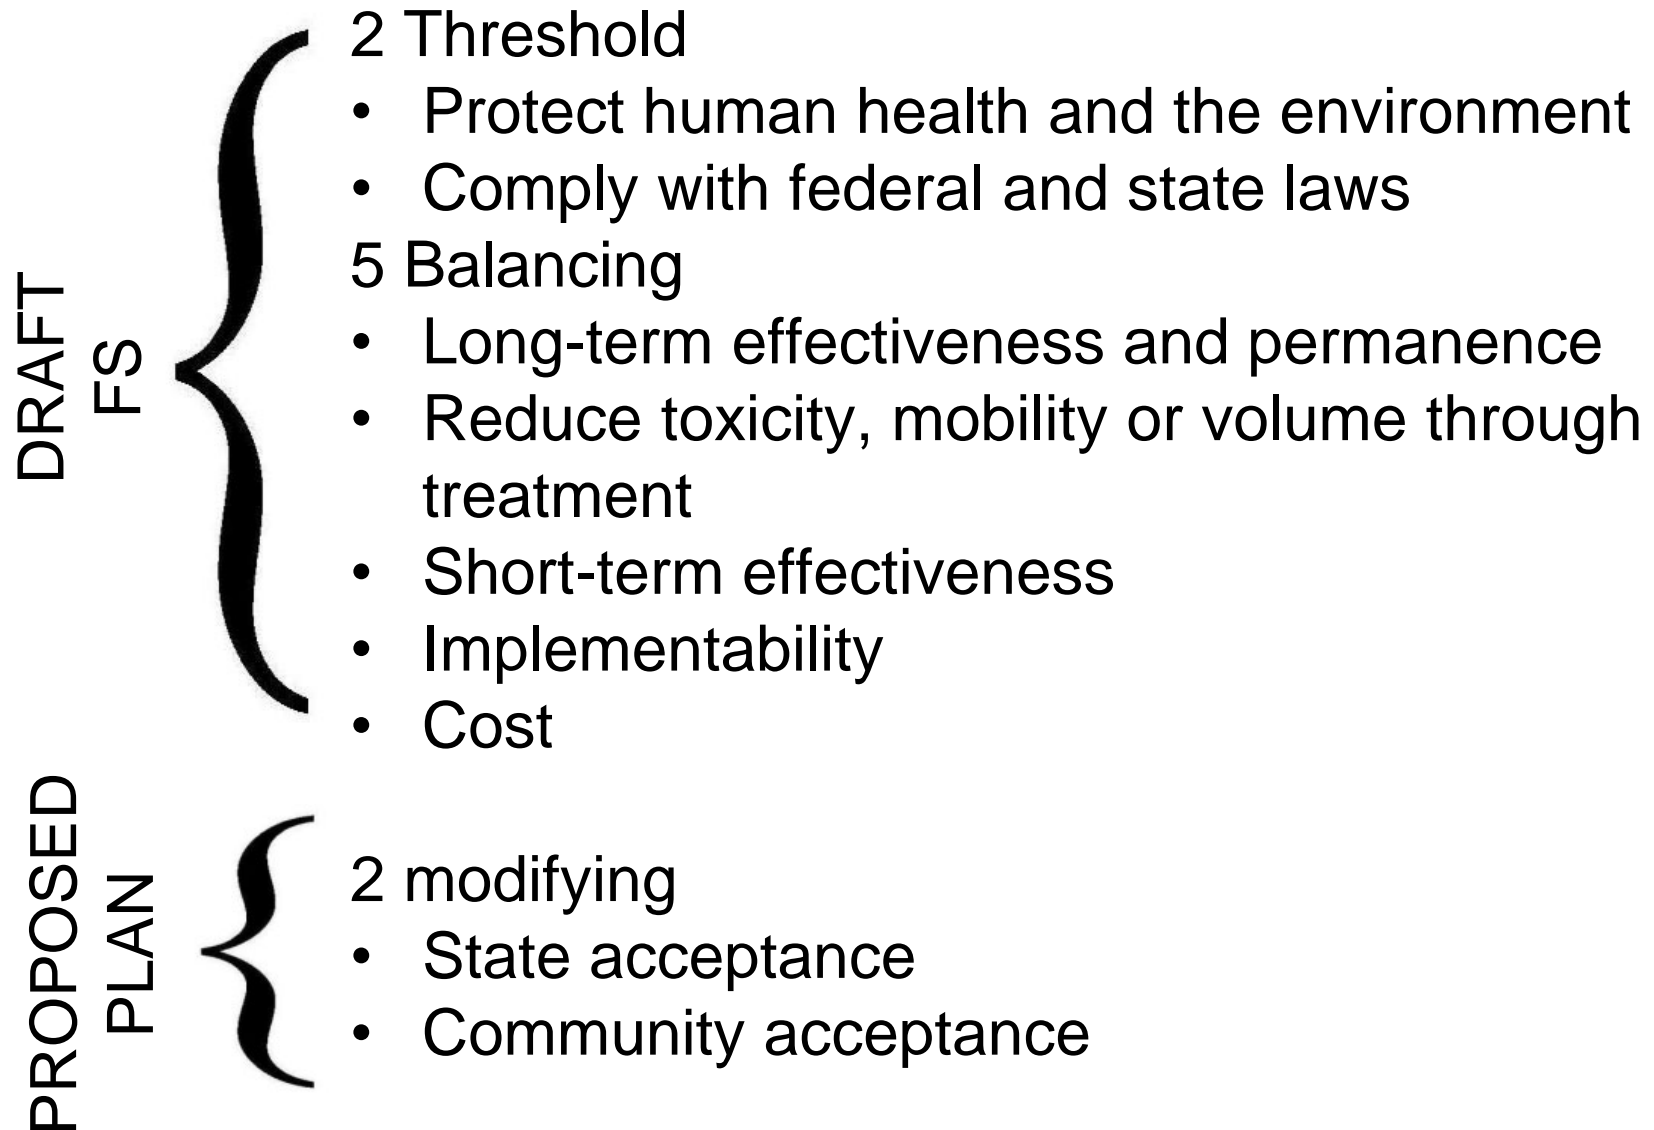 DRAFT
FS
2 Threshold
• Protect human health and the environment
• Comply with federal and state laws
5 Balancing
• Long-term effectiveness and permanence
• Reduce toxicity, mobility or volume through
treatment
• Short-term effectiveness
• Implementability
• Cost
PROPOSED
PLAN
2 modifying
• State acceptance
• Community acceptance